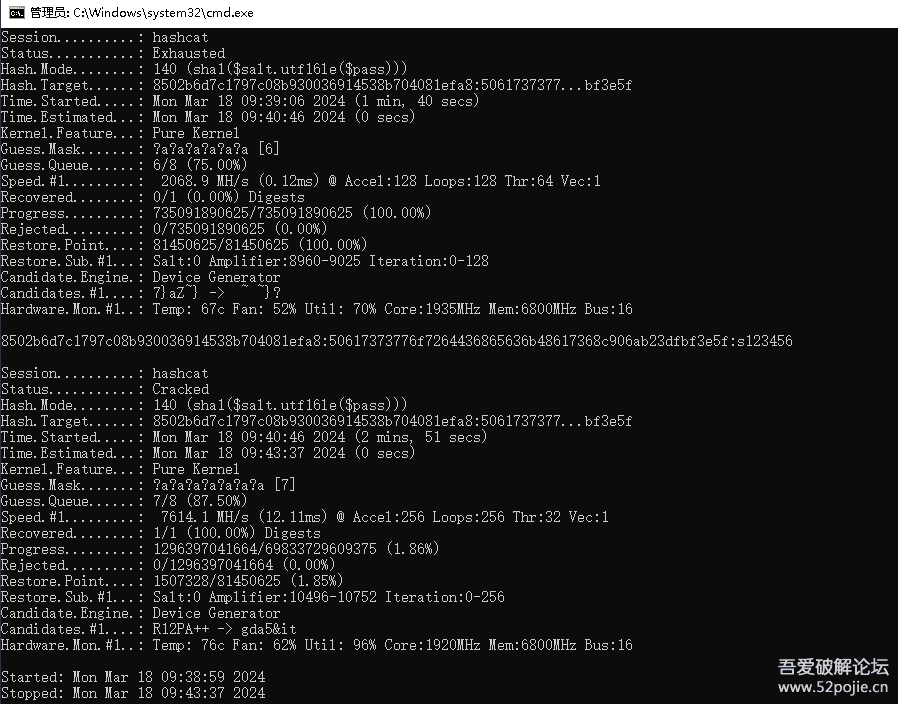 管理员: C:\Windows\system32\cmd.exe
Session..........: hashcat
Status...........: Exhausted
Hash.Mode........: 140 (sha1($salt.utf16le($pass)))
Hash.Target......: 8502b6d7c1797c08b930036914538b704081efa8:5061737377...bf3e5f
Time.Started.....: Mon Mar 18 09:39:06 2024 (1 min, 40 secs)
Time.Estimated...: Mon Mar 18 09:40:46 2024 (0 secs)
Kernel.Feature...: Pure Kernel
Guess.Mask.......: ?a?a?a?a?a?a [6]
Guess.Queue......: 6/8 (75.00%)
Speed.#1.........:  2068.9 MH/s (0.12ms) @ Accel:128 Loops:128 Thr:64 Vec:1
Recovered........: 0/1 (0.00%) Digests
Progress.........: 735091890625/735091890625 (100.00%)
Rejected.........: 0/735091890625 (0.00%)
Restore.Point....: 81450625/81450625 (100.00%)
Restore.Sub.#1...: Salt:0 Amplifier:8960-9025 Iteration:0-128
Candidate.Engine.: Device Generator
Candidates.#1....: 7}aZ~} ->  ~ ~}?
Hardware.Mon.#1..: Temp: 67c Fan: 52% Util: 70% Core:1935MHz Mem:6800MHz Bus:16
8502b6d7c1797c08b930036914538b704081efa8:50617373776f7264436865636b48617368c906ab23dfbf3e5f:s123456
Session..........: hashcat
Status...........: Cracked
Hash.Mode........: 140 (sha1($salt.utf16le($pass)))
Hash.Target......: 8502b6d7c1797c08b930036914538b704081efa8:5061737377...bf3e5f
Time.Started.....: Mon Mar 18 09:40:46 2024 (2 mins, 51 secs)
Time.Estimated...: Mon Mar 18 09:43:37 2024 (0 secs)
Kernel.Feature...: Pure Kernel
Guess.Mask.......: ?a?a?a?a?a?a?a [7]
Guess.Queue......: 7/8 (87.50%)
Speed.#1.........:  7614.1 MH/s (12.11ms) @ Accel:256 Loops:256 Thr:32 Vec:1
Recovered........: 1/1 (100.00%) Digests
Progress.........: 1296397041664/69833729609375 (1.86%)
Rejected.........: 0/1296397041664 (0.00%)
Restore.Point....: 1507328/81450625 (1.85%)
Restore.Sub.#1...: Salt:0 Amplifier:10496-10752 Iteration:0-256
Candidate.Engine.: Device Generator
Candidates.#1....: R12PA++ -> gda5&it
Hardware.Mon.#1..: Temp: 76c Fan: 62% Util: 96% Core:1920MHz Mem:6800MHz Bus:16
Started: Mon Mar 18 09:38:59 2024
Stopped: Mon Mar 18 09:43:37 2024
吾爱破解论坛
www.52pojie.cn